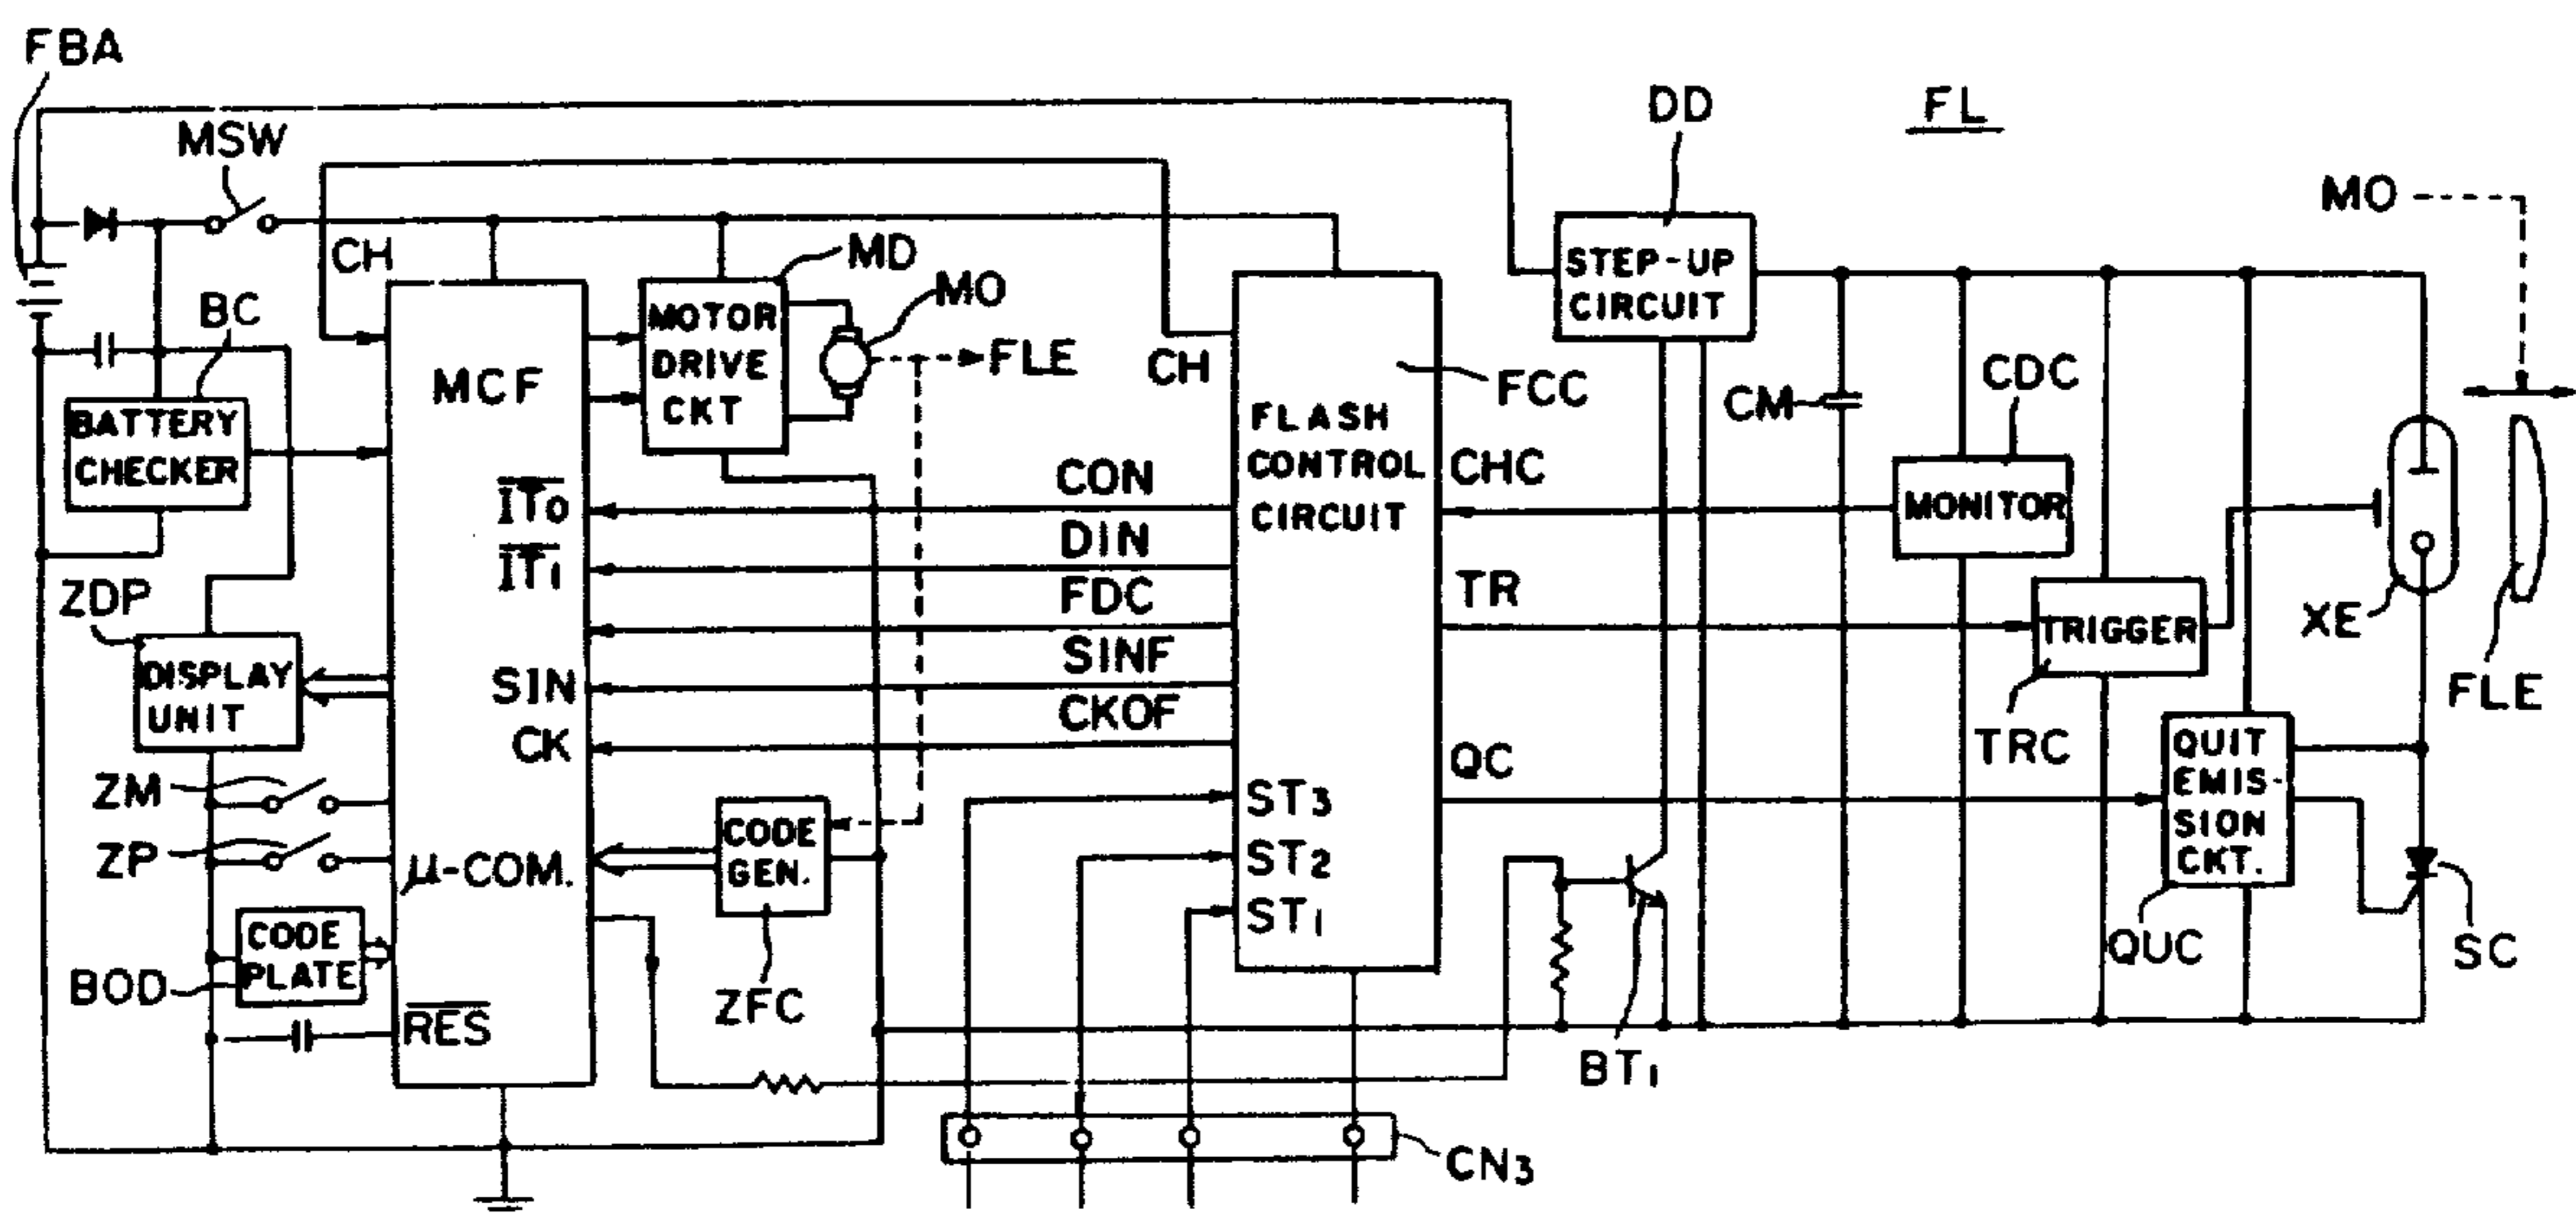 FBA
MSW
DD
FL
MO
CH
MD
MO
STEP-UP
CIRCUIT
BC
MCF
MOTOR
DRIVE
CKT
FLE
CH
FCC
CM
CDC
BATTERY
CHECKER
FLASH
CONTROL
CIRCUIT
CHC
MONITOR
IT0
CON
IT1
DIN
ZDP
FDC
TR
TRIGGER
XE
FLE
DISPLAY
UNIT
SIN
SINF
TRC
CK
CKOF
QC
QUIT
EMIS-
SION
CKT.
ZM
ST3
ZP
μ-COM.
CODE
GEN.
ST2
ST1
CODE
PLATE
BOD
ZFC
QUC
SC
RES
BT1
CN3